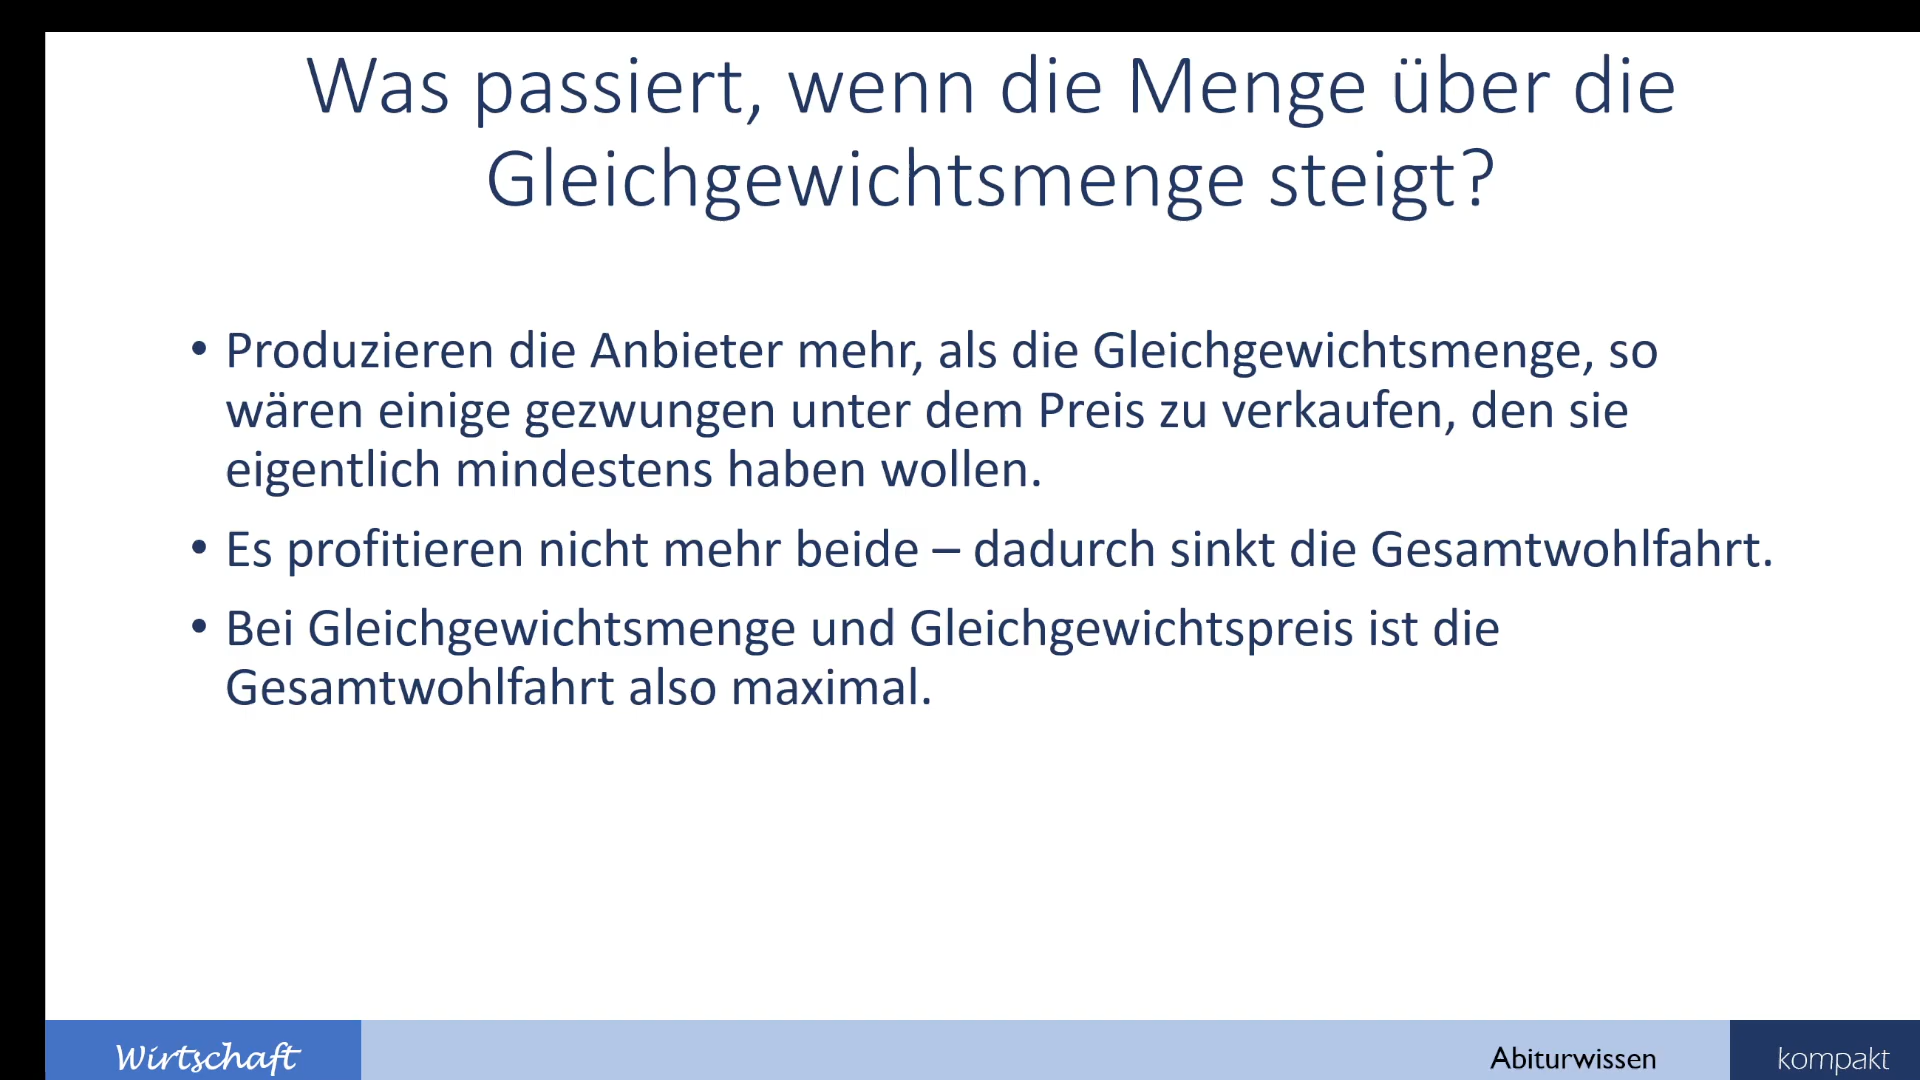 Was passiert, wenn die Menge über die
Gleichgewichtsmenge steigt?
• Produzieren die Anbieter mehr, als die Gleichgewichtsmenge, so
wären einige gezwungen unter dem Preis zu verkaufen, den sie
eigentlich mindestens haben wollen.
• Es profitieren nicht mehr beide – dadurch sinkt die Gesamtwohlfahrt.
• Bei Gleichgewichtsmenge und Gleichgewichtspreis ist die
Gesamtwohlfahrt also maximal.
Wirtschaft
Abiturwissen
kompakt